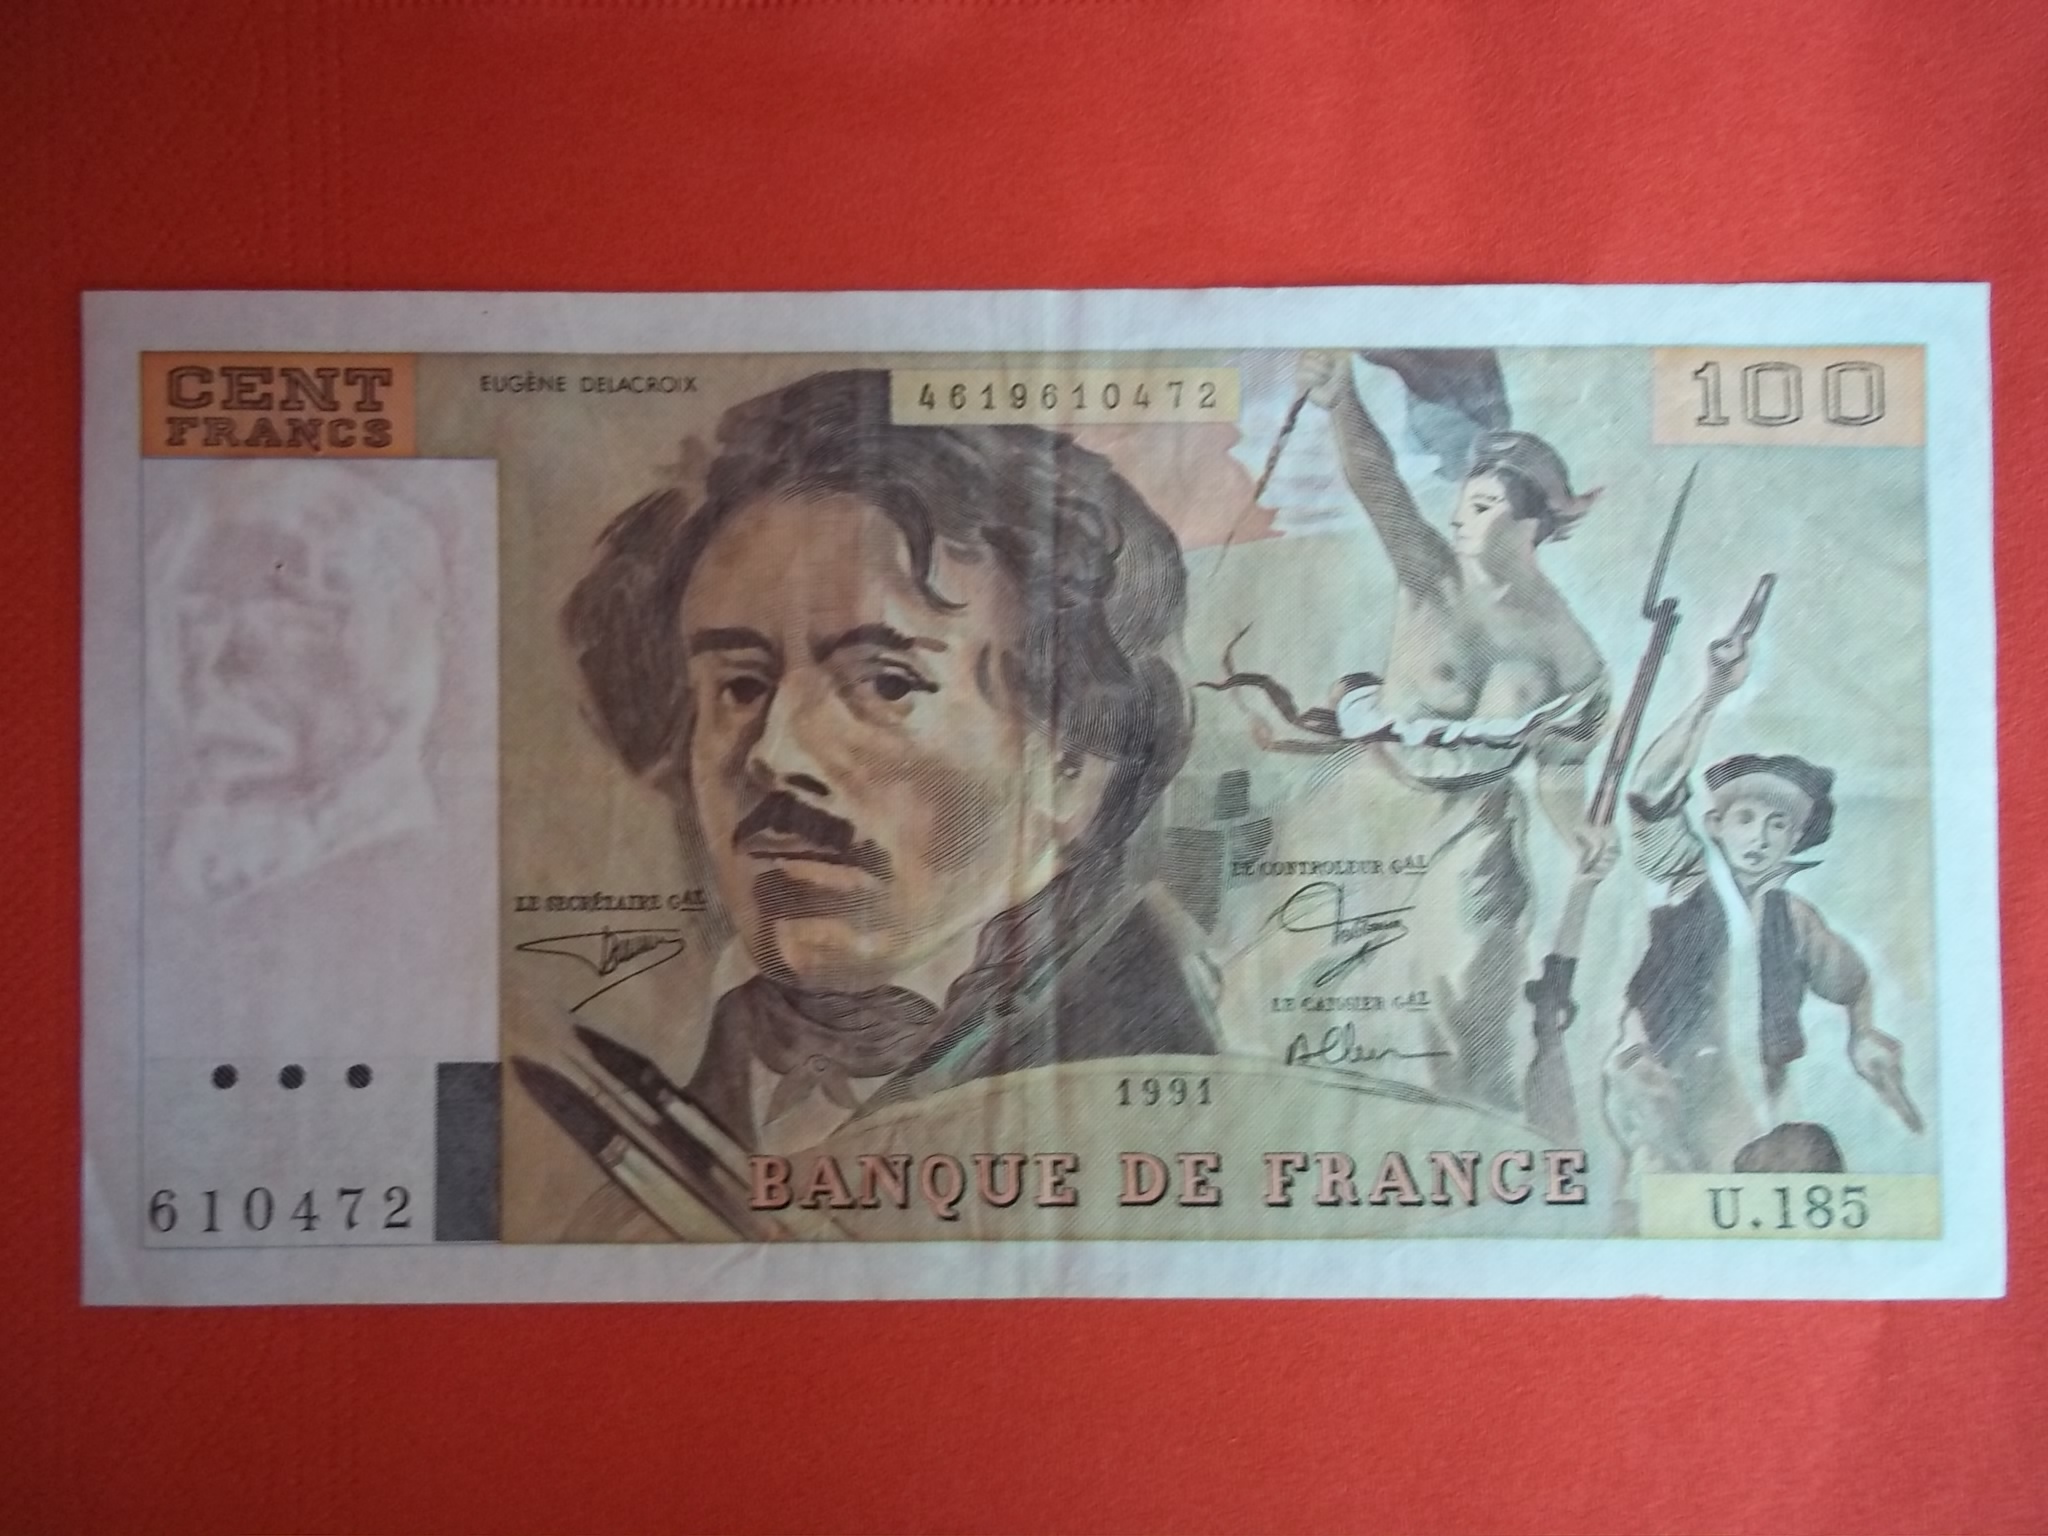 CENT
FRANCS
EUGÈNE DELACROIX
4619610472
100
LE SECRÉTAIRE GAL
LE CONTROLEUR GAL
LE CAISSIER GAL
1991
BANQUE DE FRANCE
610472
U.185